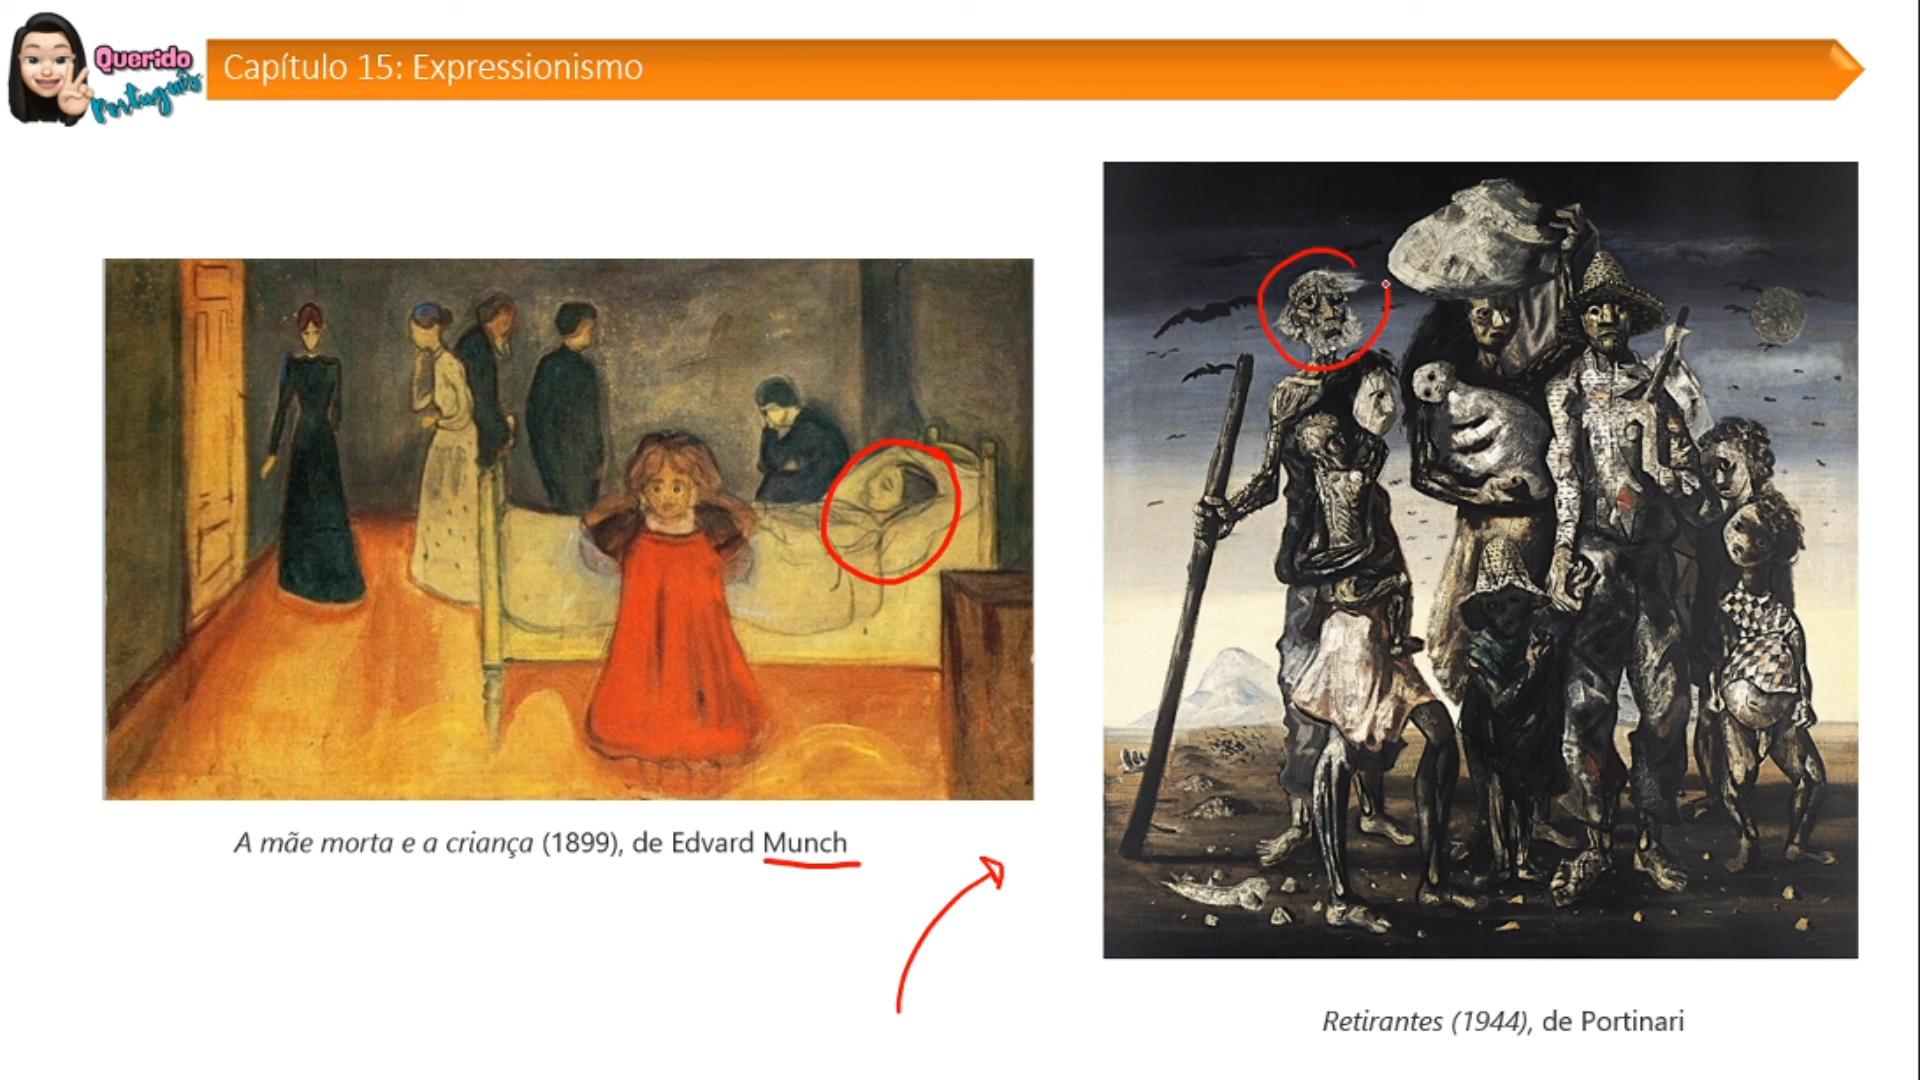 Querido
Português
Capítulo 15: Expressionismo
A mãe morta e a criança (1899), de Edvard Munch
Retirantes (1944), de Portinari